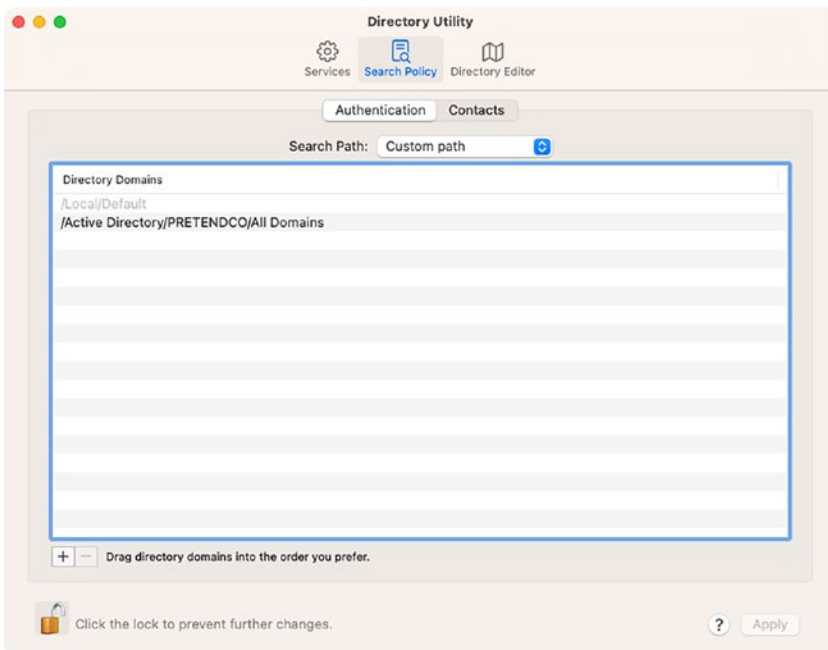 Directory Utility
Services Search Policy Directory Editor
Authentication Contacts
Search Path: Custom path
Directory Domains
/Local/Default
/Active Directory/PRETENDCO/All Domains
+ − Drag directory domains into the order you prefer.
Click the lock to prevent further changes. ? Apply